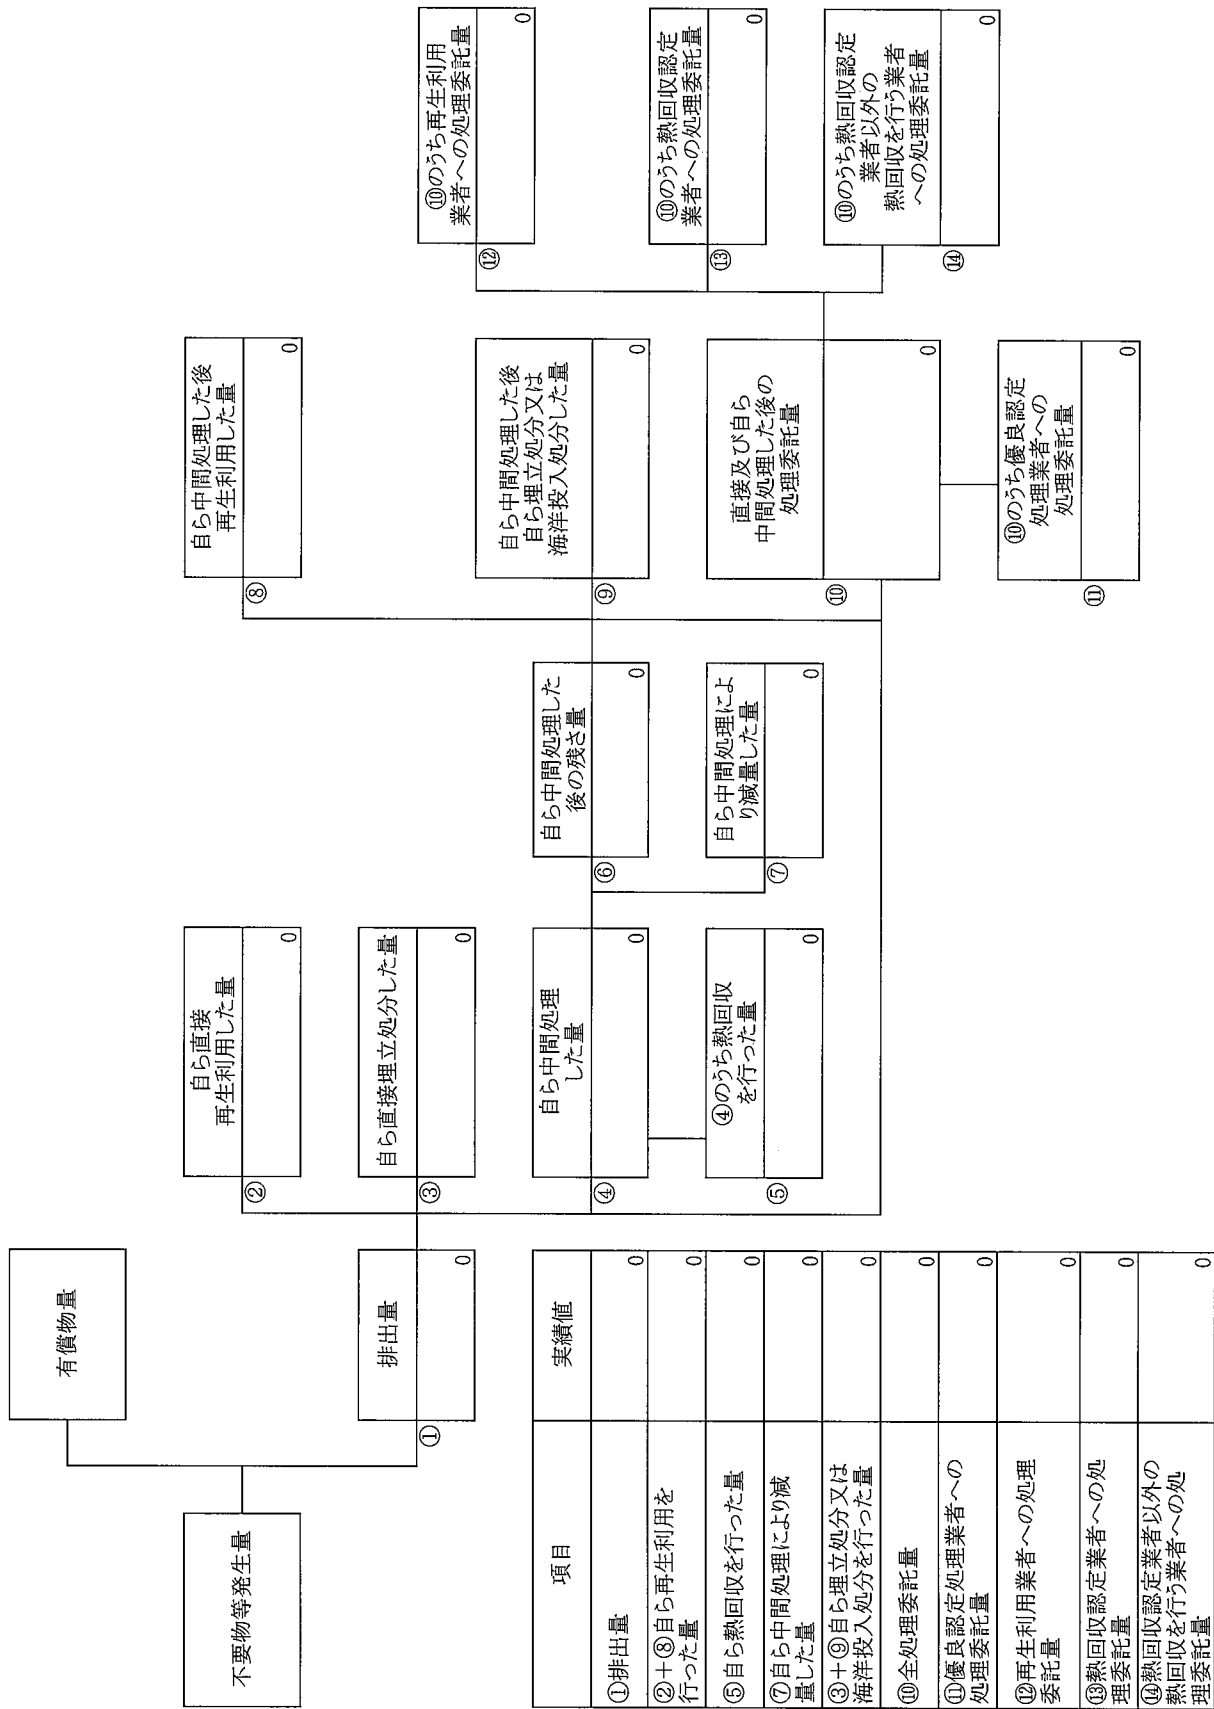 不要物等発生量
有償物量
排出量
①
0
自ら直接
再生利用した量
②
0
自ら直接埋立処分した量
③
0
自ら中間処理
した量
④
0
④のうち熱回収
を行った量
⑤
0
自ら中間処理した
後の残さ量
⑥
0
自ら中間処理によ
り減量した量
⑦
0
自ら中間処理した後
再生利用した量
⑧
0
自ら中間処理した後
自ら埋立処分又は
海洋投入処分した量
⑨
0
直接及び自ら
中間処理した後の
処理委託量
⑩
0
⑩のうち優良認定
処理業者への
処理委託量
⑪
0
⑩のうち再生利用
業者への処理委託量
⑫
0
⑩のうち熱回収認定
業者への処理委託量
⑬
0
⑩のうち熱回収認定
業者以外の
熱回収を行う業者
への処理委託量
⑭
0
項目 実績値
①排出量 0
②+⑧自ら再生利用を
行った量 0
⑤自ら熱回収を行った量 0
⑦自ら中間処理により減
量した量 0
③+⑨自ら埋立処分又は
海洋投入処分を行った量 0
⑩全処理委託量 0
⑪優良認定処理業者への
処理委託量 0
⑫再生利用業者への処理
委託量 0
⑬熱回収認定業者への処
理委託量 0
⑭熱回収認定業者以外の
熱回収を行う業者への処
理委託量 0